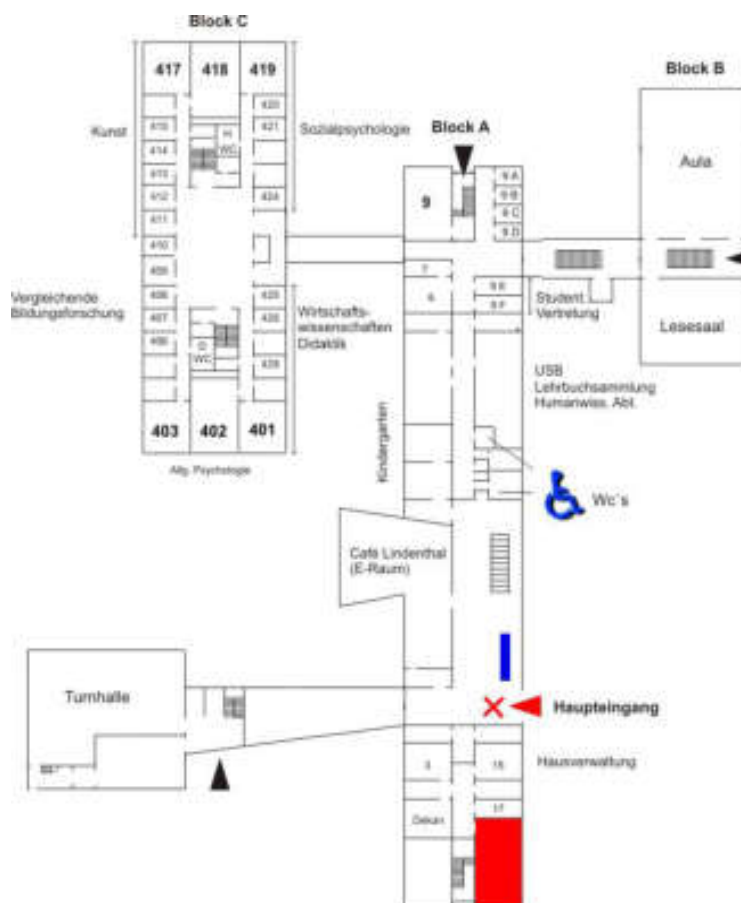 Block C
417 418 419
420
421
Kunst
Sozialpsychologie
H
WC
415
414
413
412
411
424
410
409
Vergleichende
Bildungsforschung
408
407
406
425
426
Wirtschafts-
wissenschaften
Didaktik
D
WC
428
403 402 401
Allg. Psychologie
Block A
9
9 A
9 B
9 C
9 D
7
6
9 E
9 F
Block B
Aula
Lesesaal
Student.
Vertretung
USB
Lehrbuchsammlung
Humanwiss. Abt.
Kindergarten
Wc`s
Café Lindenthal
(E-Raum)
Turnhalle
Haupteingang
3
Hausverwaltung
17
Dekan